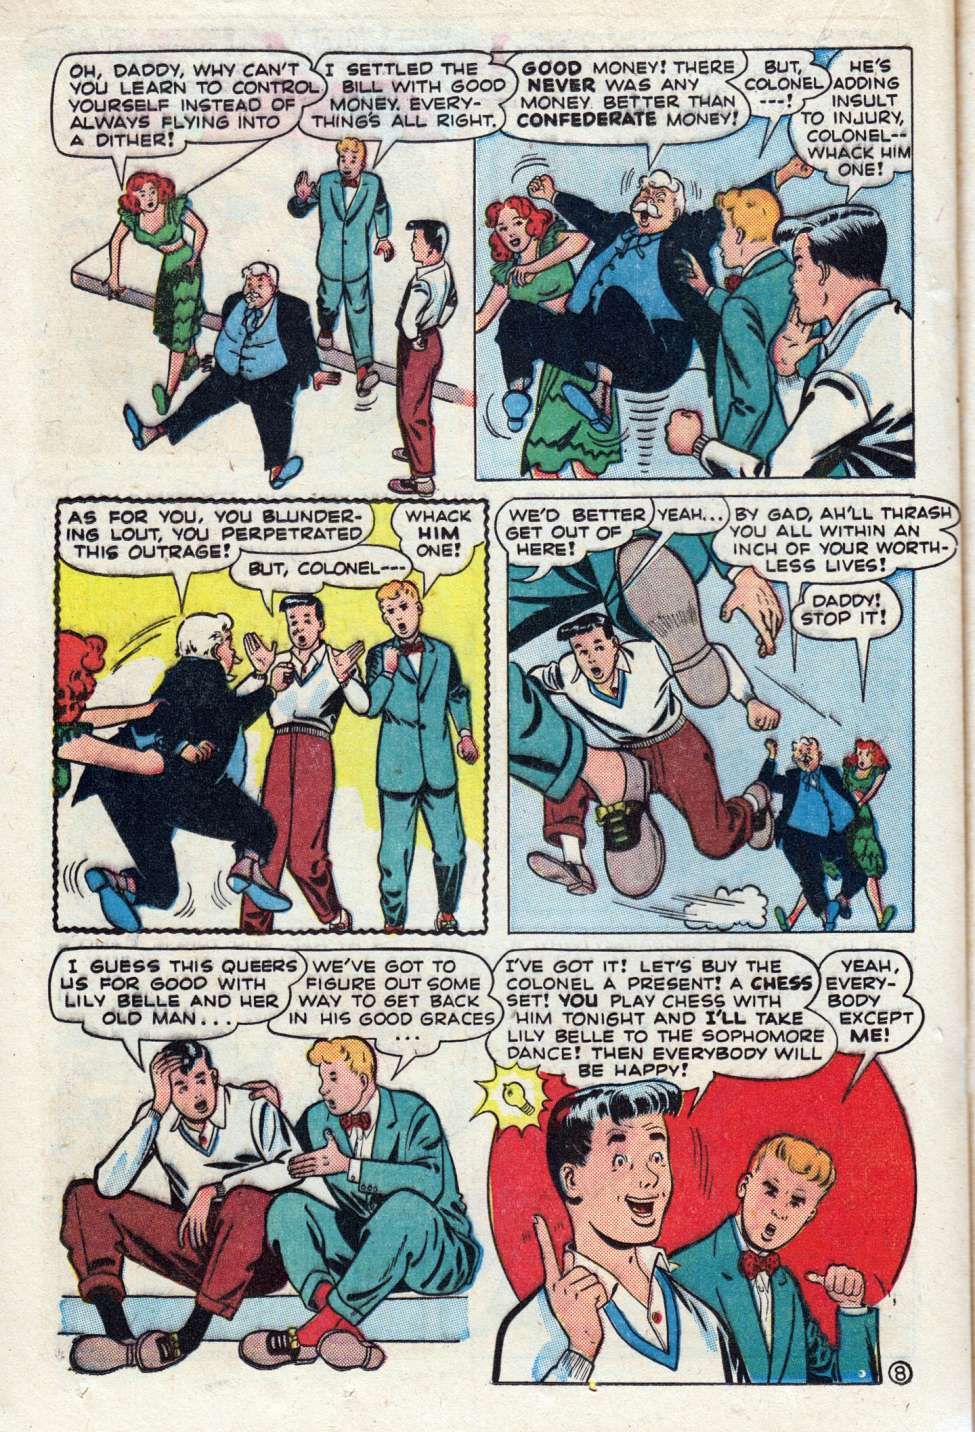 OH, DADDY, WHY CAN'T
YOU LEARN TO CONTROL
YOURSELF INSTEAD OF
ALWAYS FLYING INTO
A DITHER!
I SETTLED THE
BILL WITH GOOD
MONEY. EVERY-
THING'S ALL RIGHT.
GOOD MONEY! THERE
NEVER WAS ANY
MONEY BETTER THAN
CONFEDERATE MONEY!
BUT,
COLONEL
---!
HE'S
ADDING
INSULT
TO INJURY,
COLONEL--
WHACK HIM
ONE!
AS FOR YOU, YOU BLUNDER-
ING LOUT, YOU PERPETRATED
THIS OUTRAGE!
BUT, COLONEL---
WHACK
HIM
ONE!
WE'D BETTER
GET OUT OF
HERE!
YEAH...
BY GAD, AH'LL THRASH
YOU ALL WITHIN AN
INCH OF YOUR WORTH-
LESS LIVES!
DADDY!
STOP IT!
I GUESS THIS QUEERS
US FOR GOOD WITH
LILY BELLE AND HER
OLD MAN...
WE'VE GOT TO
FIGURE OUT SOME
WAY TO GET BACK
IN HIS GOOD GRACES
...
I'VE GOT IT! LET'S BUY THE
COLONEL A PRESENT! A CHESS
SET! YOU PLAY CHESS WITH
HIM TONIGHT AND I'LL TAKE
LILY BELLE TO THE SOPHOMORE
DANCE! THEN EVERYBODY WILL
BE HAPPY!
YEAH,
EVERY-
BODY
EXCEPT
ME!
8